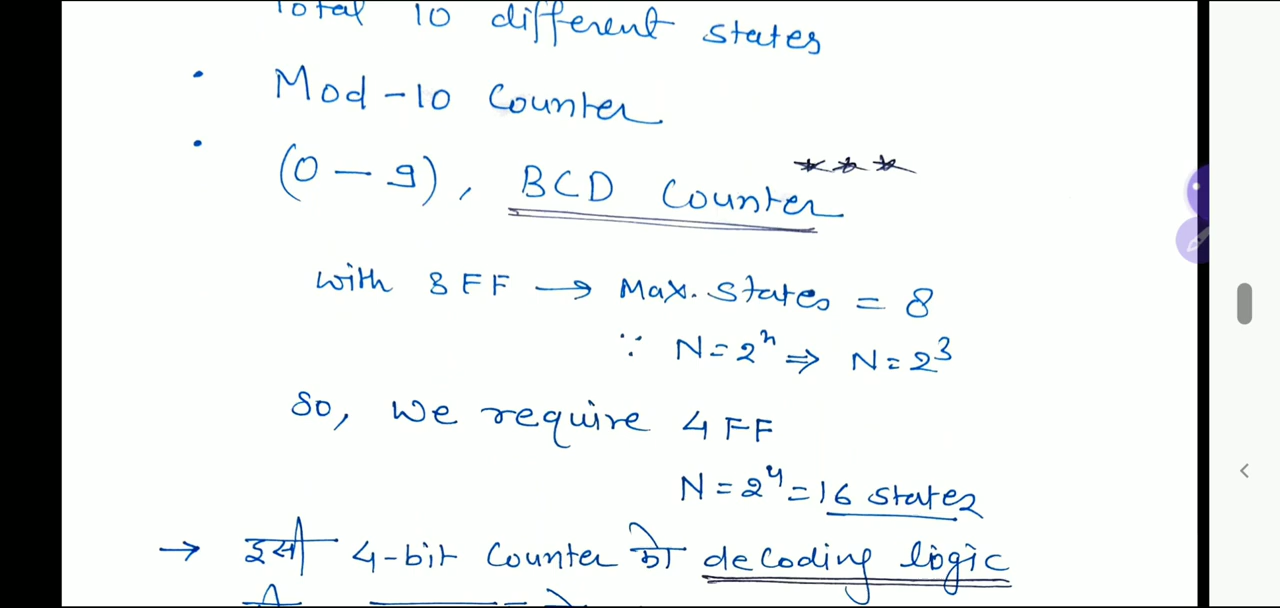 Total 10 different states
• Mod-10 Counter
• (0-9), BCD Counter ***
with 3 FF → Max. states = 8
∵ N = 2ⁿ ⇒ N = 2³
So, we require 4 FF
N = 2⁴ = 16 states
→ इसी 4-bit Counter को decoding logic